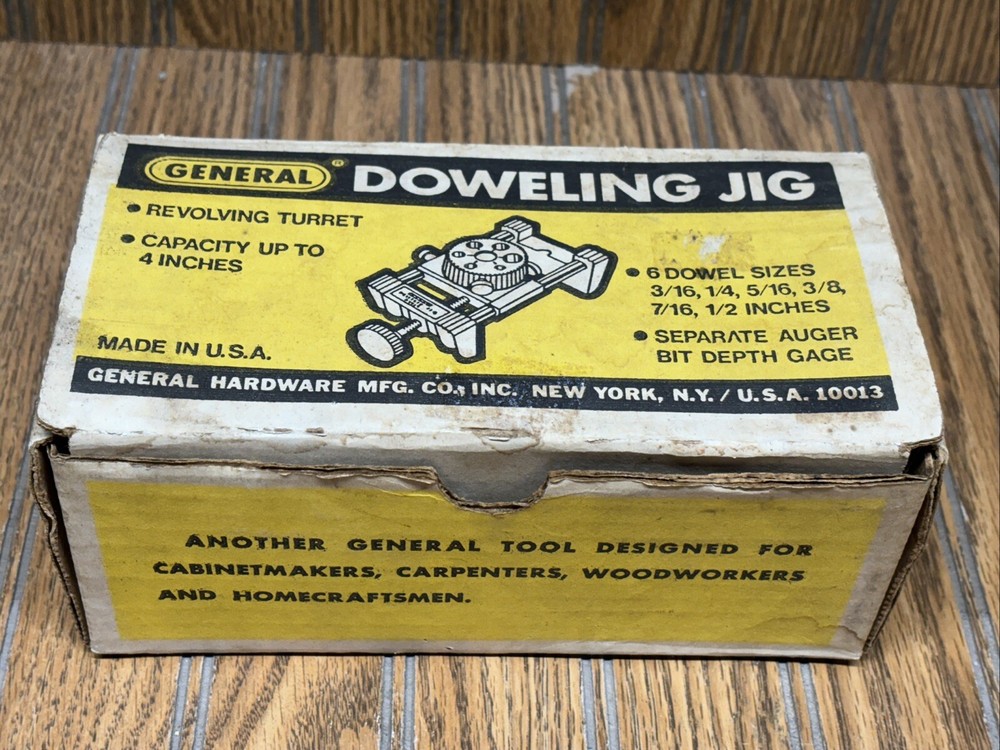 GENERAL® DOWELING JIG
• REVOLVING TURRET
• CAPACITY UP TO
4 INCHES
• 6 DOWEL SIZES
3/16, 1/4, 5/16, 3/8,
7/16, 1/2 INCHES
• SEPARATE AUGER
BIT DEPTH GAGE
MADE IN U.S.A.
GENERAL HARDWARE MFG. CO., INC. NEW YORK, N.Y. / U.S.A. 10013
ANOTHER GENERAL TOOL DESIGNED FOR
CABINETMAKERS, CARPENTERS, WOODWORKERS
AND HOMECRAFTSMEN.